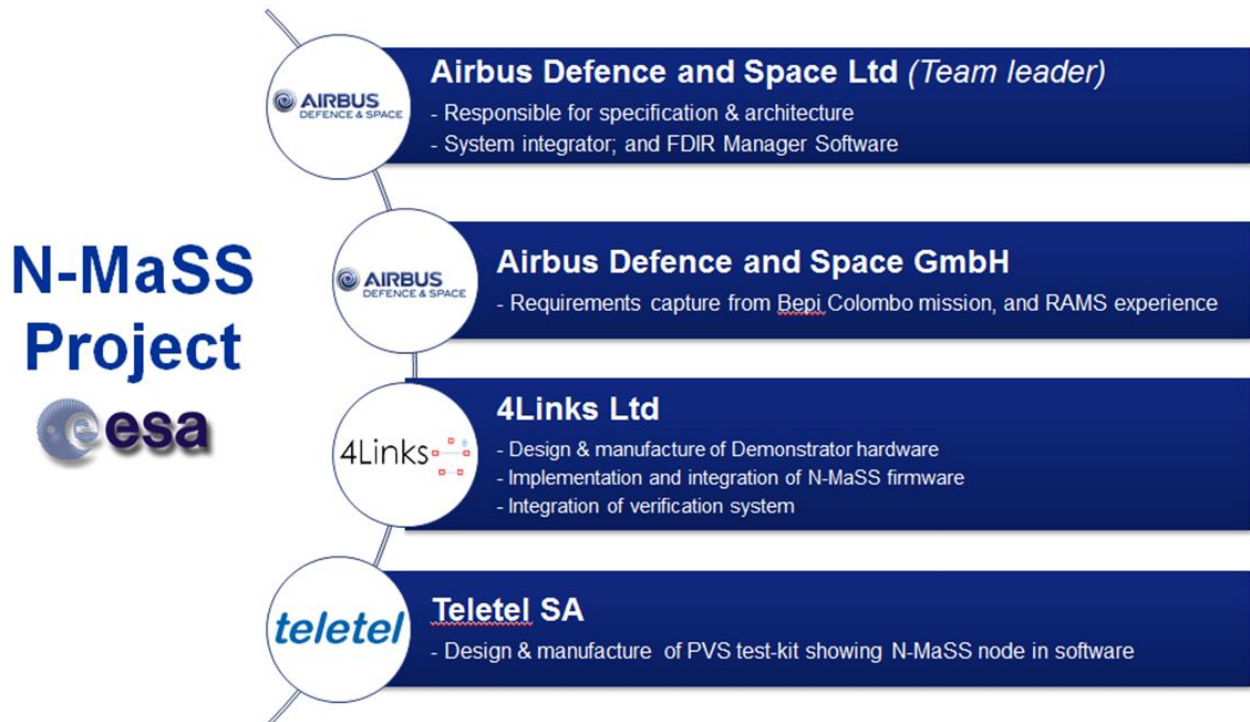 N-MaSS
Project
esa
AIRBUS
DEFENCE & SPACE
Airbus Defence and Space Ltd (Team leader)
- Responsible for specification & architecture
- System integrator; and FDIR Manager Software
AIRBUS
DEFENCE & SPACE
Airbus Defence and Space GmbH
- Requirements capture from Bepi Colombo mission, and RAMS experience
4Links
4Links Ltd
- Design & manufacture of Demonstrator hardware
- Implementation and integration of N-MaSS firmware
- Integration of verification system
teletel
Teletel SA
- Design & manufacture of PVS test-kit showing N-MaSS node in software